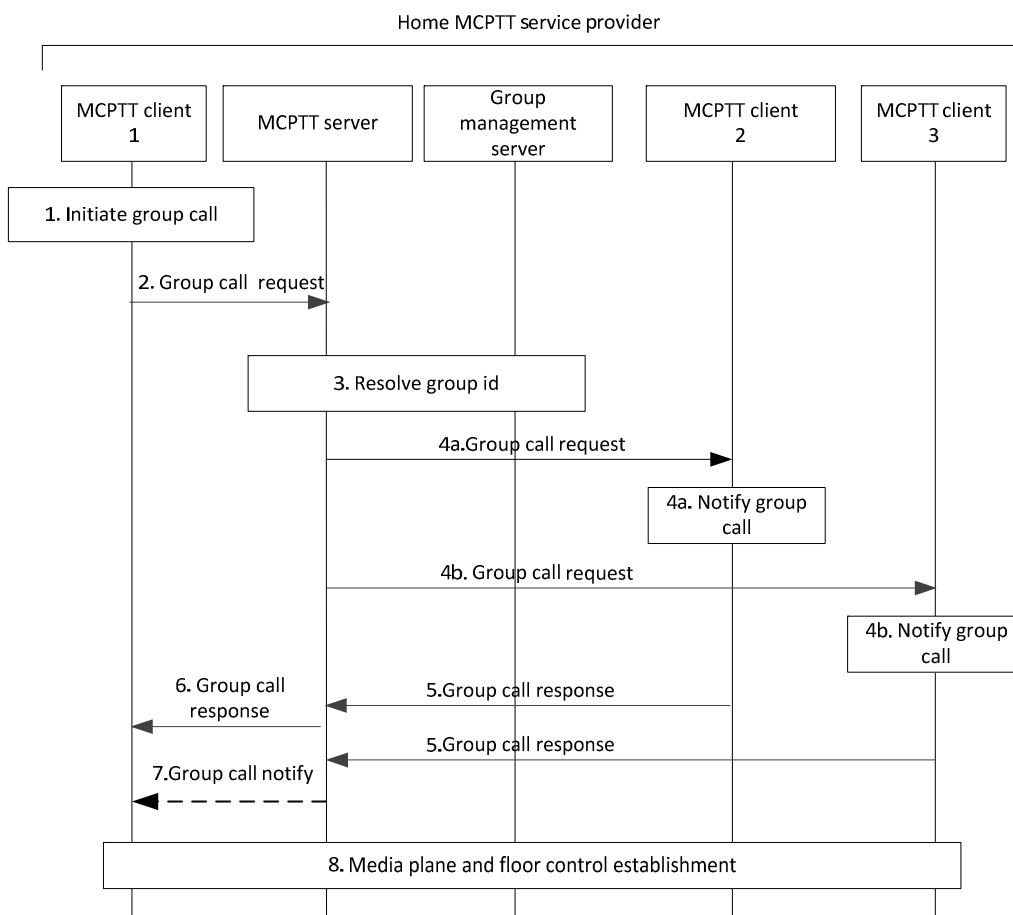 Home MCPTT service provider
MCPTT client
1
MCPTT server
Group
management
server
MCPTT client
2
MCPTT client
3
1. Initiate group call
2. Group call  request
3. Resolve group id
4a.Group call request
4a. Notify group
call
4b. Group call request
4b. Notify group
call
6. Group call
response
5.Group call response
5.Group call response
7.Group call notify
8. Media plane and floor control establishment